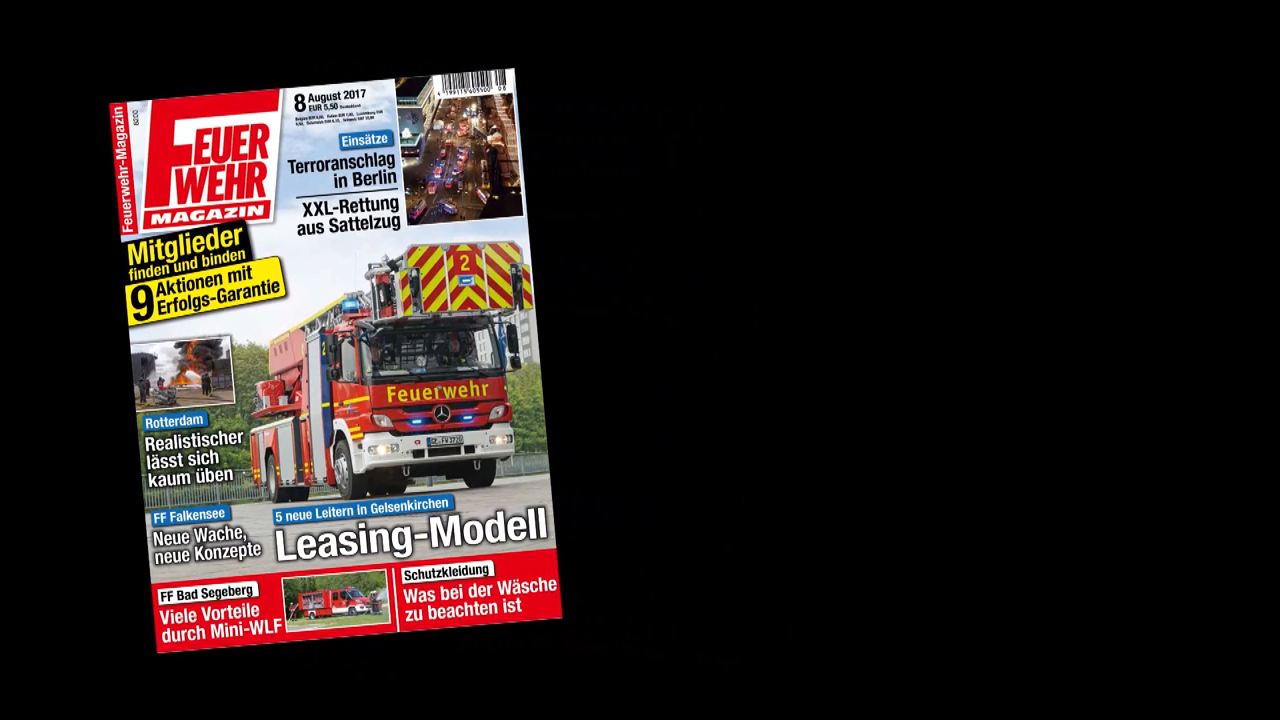 Feuerwehr-Magazin
FEUER
WEHR
MAGAZIN
8 August 2017
EUR 5,50 Deutschland
Einsätze
Terroranschlag
in Berlin
XXL-Rettung
aus Sattelzug
Mitglieder
finden und binden
9 Aktionen mit
Erfolgs-Garantie
2
2
Feuerwehr
Rotterdam
Realistischer
lässt sich
kaum üben
FF Falkensee
Neue Wache,
neue Konzepte
5 neue Leitern in Gelsenkirchen
Leasing-Modell
FF Bad Segeberg
Viele Vorteile
durch Mini-WLF
Schutzkleidung
Was bei der Wäsche
zu beachten ist